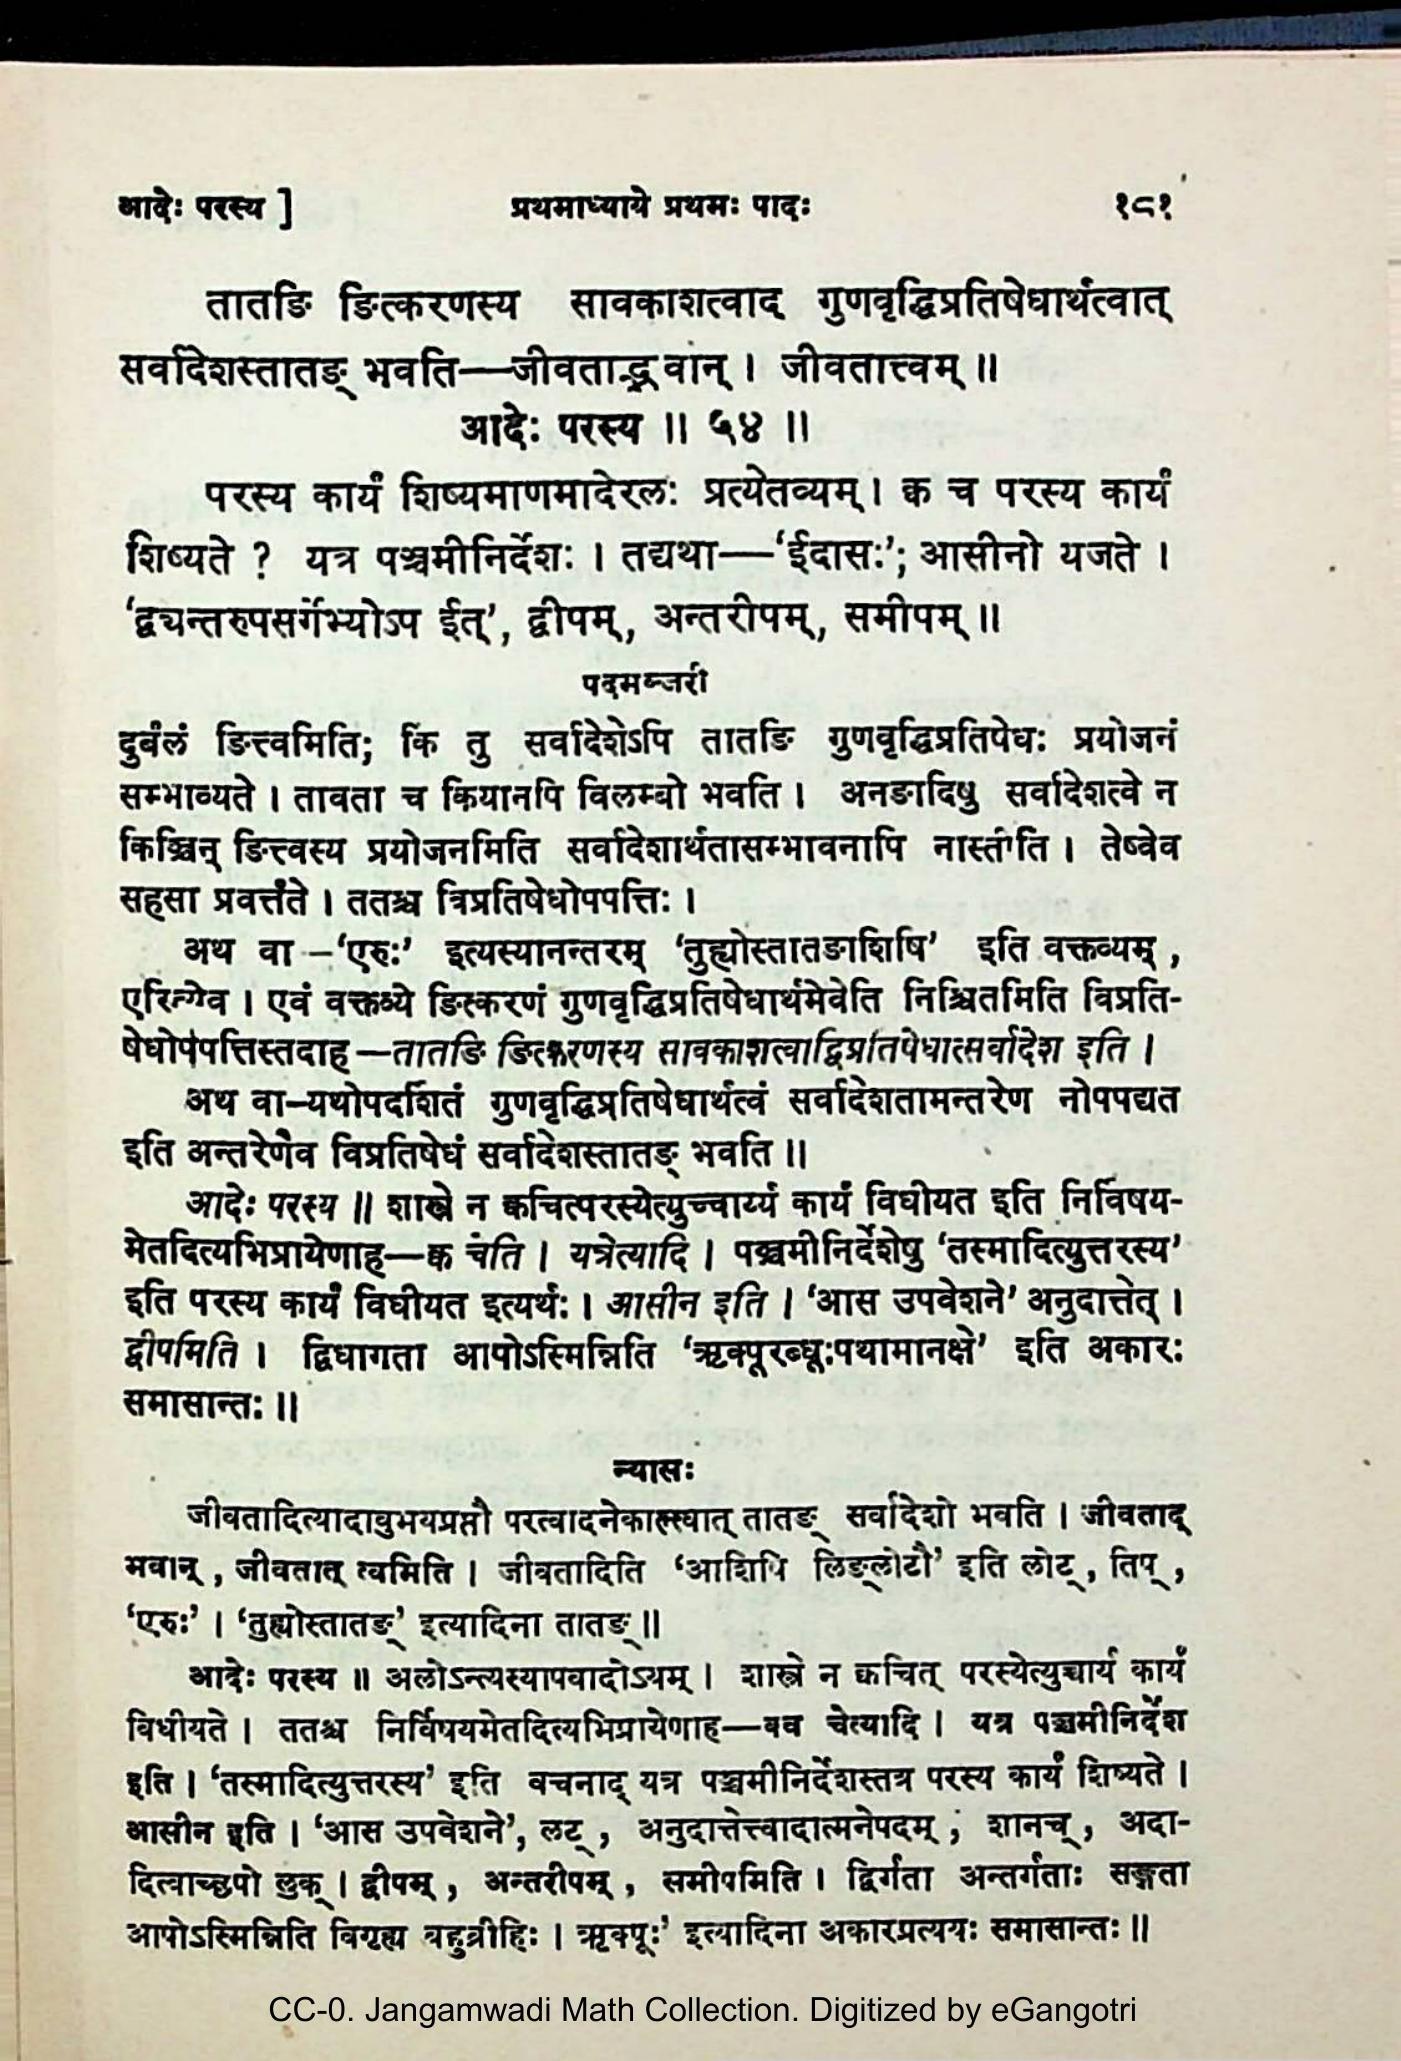 आदेः परस्य ] प्रथमाध्याये प्रथमः पादः १८१
तातङि ङित्करणस्य सावकाशत्वाद् गुणवृद्धिप्रतिषेधार्थत्वात्
सर्वादेशस्तातङ् भवति—जीवताद्भवान् । जीवतात्त्वम् ॥
आदेः परस्य ॥ ५४ ॥
परस्य कार्यं शिष्यमाणमादेरलः प्रत्येतव्यम् । क्व च परस्य कार्यं
शिष्यते ? यत्र पञ्चमीनिर्देशः । तद्यथा—‘ईदासः’; आसीनो यजते ।
‘द्व्यन्तरुपसर्गेभ्योऽप ईत्’, द्वीपम्, अन्तरीपम्, समीपम् ॥
पदमञ्जरी
दुर्बलं ङित्त्वमिति; किं तु सर्वादेशेऽपि तातङि गुणवृद्धिप्रतिषेधः प्रयोजनं
सम्भाव्यते । तावता च कियानपि विलम्बो भवति । अनङादिषु सर्वादेशत्वे न
किञ्चिन् ङित्त्वस्य प्रयोजनमिति सर्वादेशार्थतासम्भावनापि नास्तीति । तेष्वेव
सहसा प्रवर्त्तते । ततश्च विप्रतिषेधोपपत्तिः ।
अथ वा –‘एरुः’ इत्यस्यानन्तरम् ‘तुह्योस्तातङाशिषि’ इति वक्तव्यम् ,
एरित्येव । एवं वक्तव्ये ङित्करणं गुणवृद्धिप्रतिषेधार्थमेवेति निश्चितमिति विप्रति-
षेधोपपत्तिस्तदाह—तातङि ङित्करणस्य सावकाशत्वाद्विप्रतिषेधात्सर्वादेश इति ।
अथ वा–यथोपदर्शितं गुणवृद्धिप्रतिषेधार्थत्वं सर्वादेशतामन्तरेण नोपपद्यत
इति अन्तरेणैव विप्रतिषेधं सर्वादेशस्तातङ् भवति ॥
आदेः परस्य ॥ शास्त्रे न क्वचित्परस्येत्युच्चार्य्य कार्यं विधीयत इति निर्विषय-
मेतदित्यभिप्रायेणाह—क्व चेति । यत्रेत्यादि । पञ्चमीनिर्देशेषु ‘तस्मादित्युत्तरस्य’
इति परस्य कार्यं विधीयत इत्यर्थः । आसीन इति । ‘आस उपवेशने’ अनुदात्तेत् ।
द्वीपमिति । द्विधागता आपोऽस्मिन्निति ‘ऋक्पूरब्धूःपथामानक्षे’ इति अकारः
समासान्तः ॥
न्यासः
जीवतादित्यादावुभयप्रप्तौ परत्वादनेकाल्त्वात् तातङ् सर्वादेशो भवति । जीवताद्
भवान् , जीवतात् त्वमिति । जीवतादिति ‘आशिषि लिङ्लोटौ’ इति लोट् , तिप् ,
‘एरुः’ । ‘तुह्योस्तातङ्’ इत्यादिना तातङ् ॥
आदेः परस्य ॥ अलोऽन्त्यस्यापवादोऽयम् । शास्त्रे न क्वचित् परस्येत्युच्चार्य कार्यं
विधीयते । ततश्च निर्विषयमेतदित्यभिप्रायेणाह—क्व चेत्यादि । यत्र पञ्चमीनिर्देश
इति । ‘तस्मादित्युत्तरस्य’ इति वचनाद् यत्र पञ्चमीनिर्देशस्तत्र परस्य कार्यं शिष्यते ।
आसीन इति । ‘आस उपवेशने’, लट् , अनुदात्तेत्त्वादात्मनेपदम् ; शानच् , अदा-
दित्वाच्छपो लुक् । द्वीपम् , अन्तरीपम् , समीपमिति । द्विर्गता अन्तर्गताः सङ्गता
आपोऽस्मिन्निति विगृह्य बहुव्रीहिः । ऋक्पूः’ इत्यादिना अकारप्रत्ययः समासान्तः ॥
CC-0. Jangamwadi Math Collection. Digitized by eGangotri